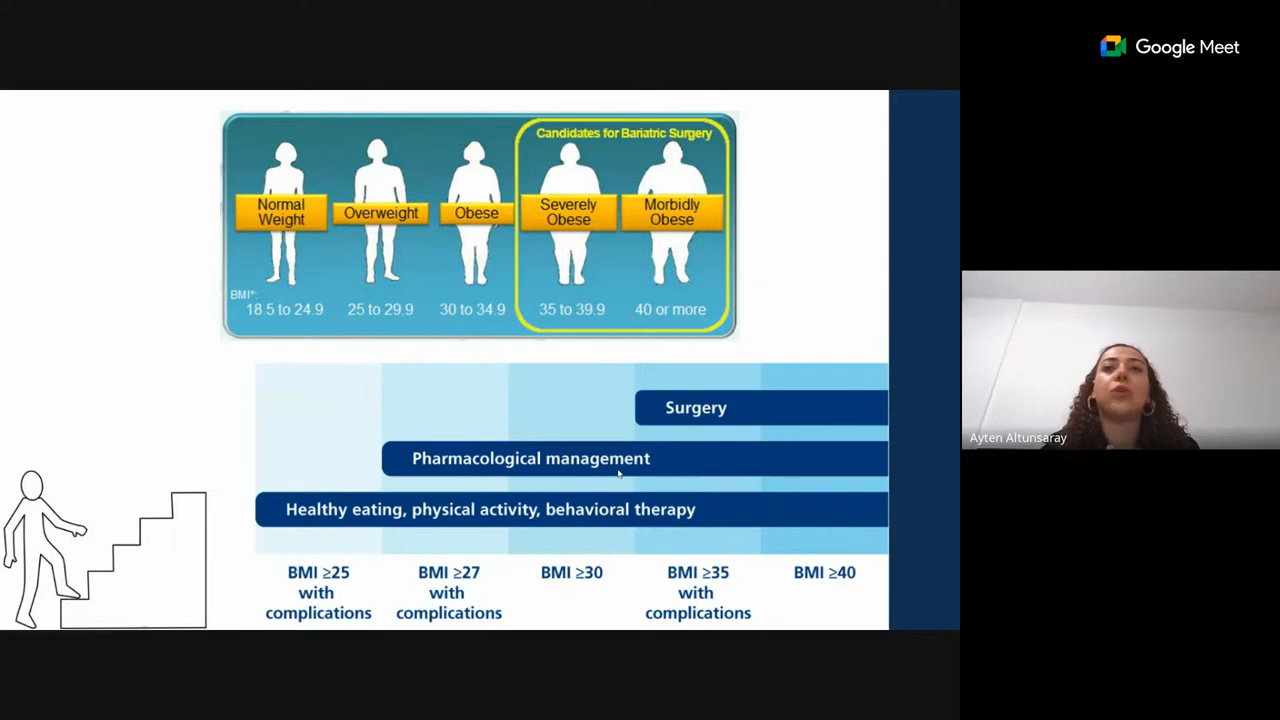 Google Meet
Candidates for Bariatric Surgery
Normal
Weight
Overweight
Obese
Severely
Obese
Morbidly
Obese
BMI*:
18.5 to 24.9
25 to 29.9
30 to 34.9
35 to 39.9
40 or more
Surgery
Pharmacological management
Healthy eating, physical activity, behavioral therapy
BMI ≥25
with
complications
BMI ≥27
with
complications
BMI ≥30
BMI ≥35
with
complications
BMI ≥40
Ayten Altunsaray